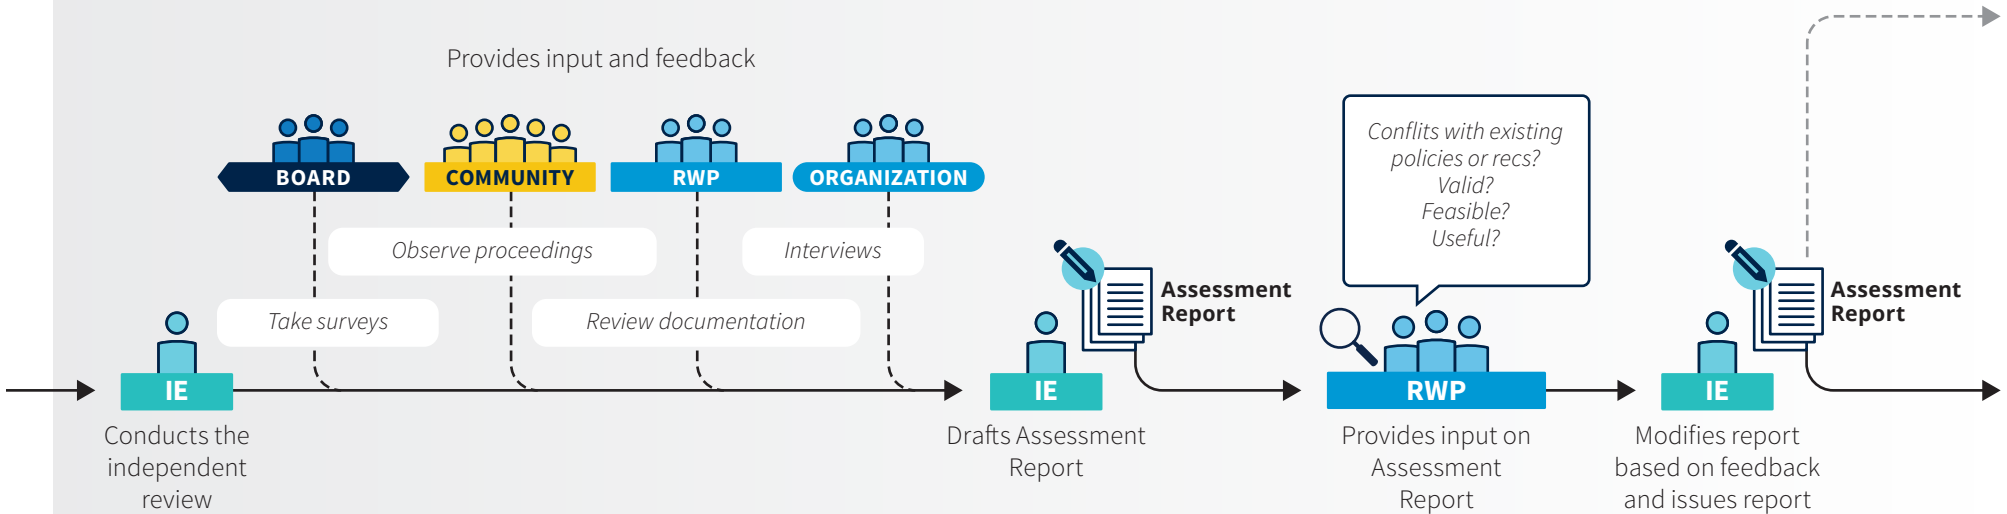 Provides input and feedback
BOARD
COMMUNITY
RWP
ORGANIZATION
Observe proceedings
Interviews
Take surveys
Review documentation
IE
Conducts the
independent
review
Assessment
Report
IE
Drafts Assessment
Report
Conflits with existing
policies or recs?
Valid?
Feasible?
Useful?
RWP
Provides input on
Assessment
Report
Assessment
Report
IE
Modifies report
based on feedback
and issues report